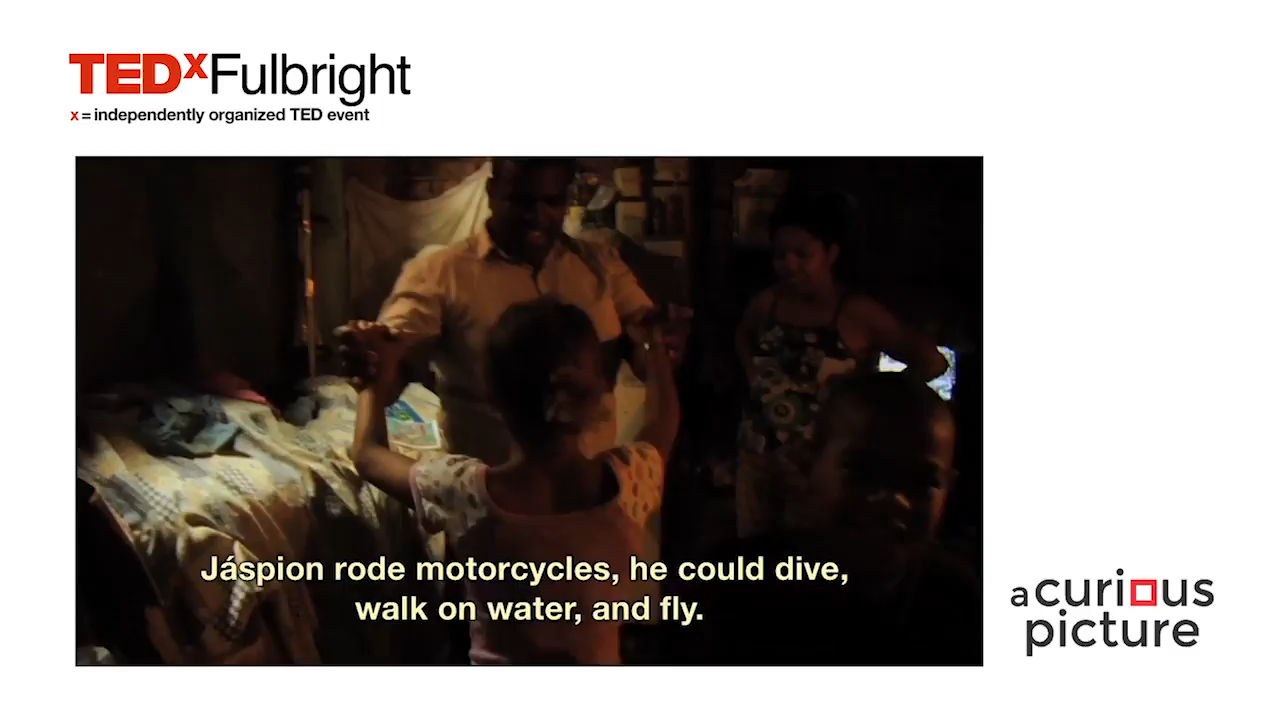 TEDxFulbright
x = independently organized TED event
Jáspion rode motorcycles, he could dive,
walk on water, and fly.
a curious
picture